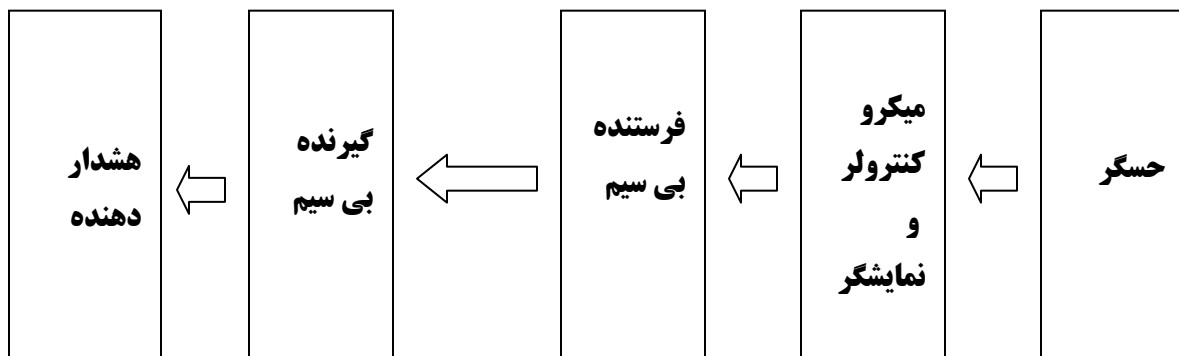 حسگر
میکرو
کنترولر
و
نمایشگر
فرستنده
بی سیم
گیرنده
بی سیم
هشدار
دهنده